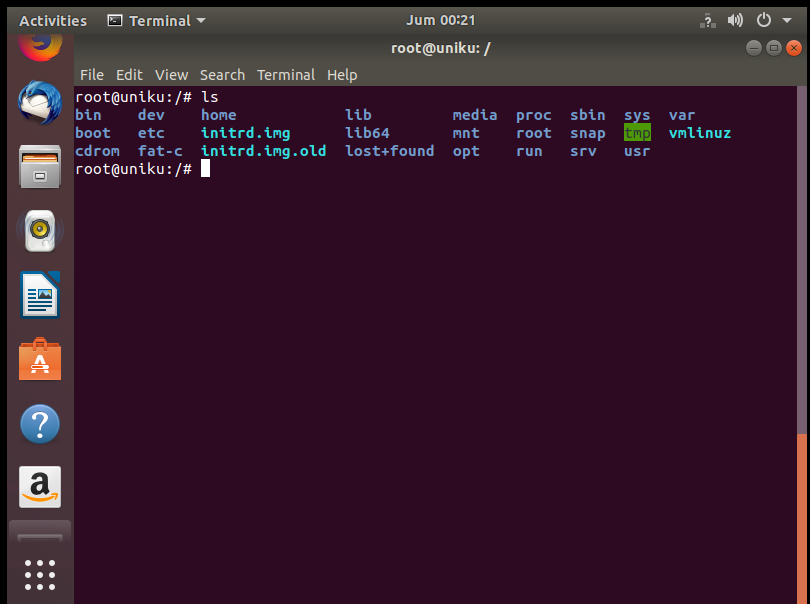 Activities Terminal Jum 00:21
root@uniku: /
File Edit View Search Terminal Help
root@uniku:/# ls
bin dev home lib media proc sbin sys var
boot etc initrd.img lib64 mnt root snap tmp vmlinuz
cdrom fat-c initrd.img.old lost+found opt run srv usr
root@uniku:/#